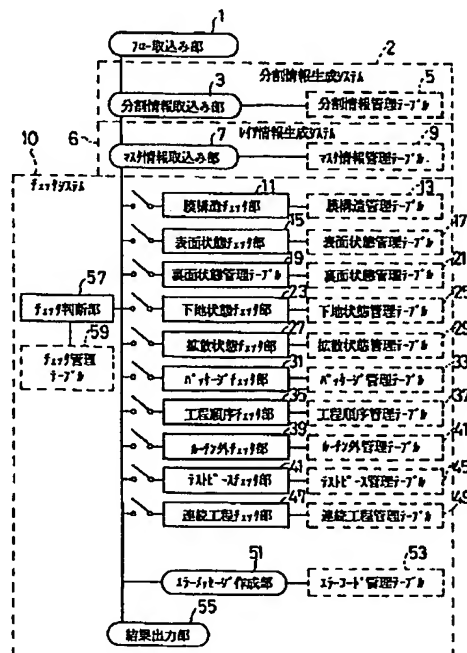 1
ﾌﾛｰ取込み部
2
分割情報生成システム
3
5
分割情報取込み部
分割情報管理テーブル
6
ﾚｲｱ情報生成ｼｽﾃﾑ
7
9
ﾏｽｸ情報取込み部
ﾏｽｸ情報管理ﾃｰﾌﾞﾙ
10
ﾁｪｯｸｼｽﾃﾑ
11
13
膜構造ﾁｪｯｸ部
膜構造管理ﾃｰﾌﾞﾙ
15
17
表面状態ﾁｪｯｸ部
表面状態管理ﾃｰﾌﾞﾙ
19
21
裏面状態管理ﾃｰﾌﾞﾙ
裏面状態管理ﾃｰﾌﾞﾙ
57
23
25
ﾁｪｯｸ判断部
下地状態ﾁｪｯｸ部
下地状態管理ﾃｰﾌﾞﾙ
59
27
29
ﾁｪｯｸ管理
ﾃｰﾌﾞﾙ
拡散状態ﾁｪｯｸ部
拡散状態管理ﾃｰﾌﾞﾙ
31
33
ﾊﾟｯｹｰｼﾞﾁｪｯｸ部
ﾊﾟｯｹｰｼﾞ管理ﾃｰﾌﾞﾙ
35
37
工程順序ﾁｪｯｸ部
工程順序管理ﾃｰﾌﾞﾙ
39
41
ﾙｰﾁﾝ外ﾁｪｯｸ部
ﾙｰﾁﾝ外管理ﾃｰﾌﾞﾙ
41
45
ﾃｽﾄﾋﾟｰｽﾁｪｯｸ部
ﾃｽﾄﾋﾟｰｽ管理ﾃｰﾌﾞﾙ
47
49
連続工程ﾁｪｯｸ部
連続工程管理ﾃｰﾌﾞﾙ
51
53
ｴﾗｰﾒｯｾｰｼﾞ作成部
ｴﾗｰｺｰﾄﾞ管理ﾃｰﾌﾞﾙ
55
結果出力部